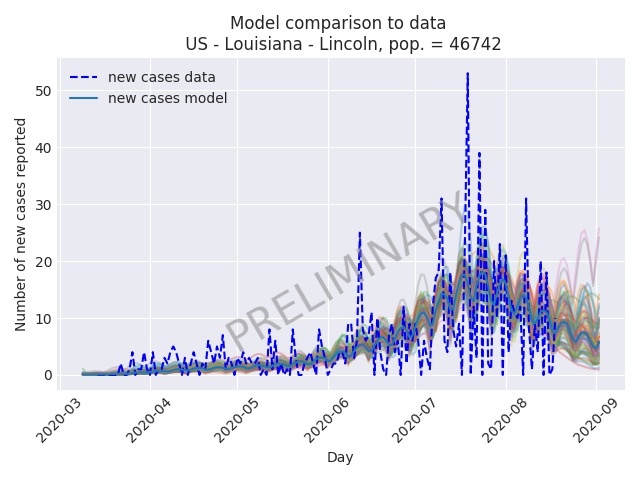 Model comparison to data
US - Louisiana - Lincoln, pop. = 46742
new cases data
new cases model
PRELIMINARY
Number of new cases reported
50
40
30
20
10
0
2020-03
2020-04
2020-05
2020-06
2020-07
2020-08
2020-09
Day